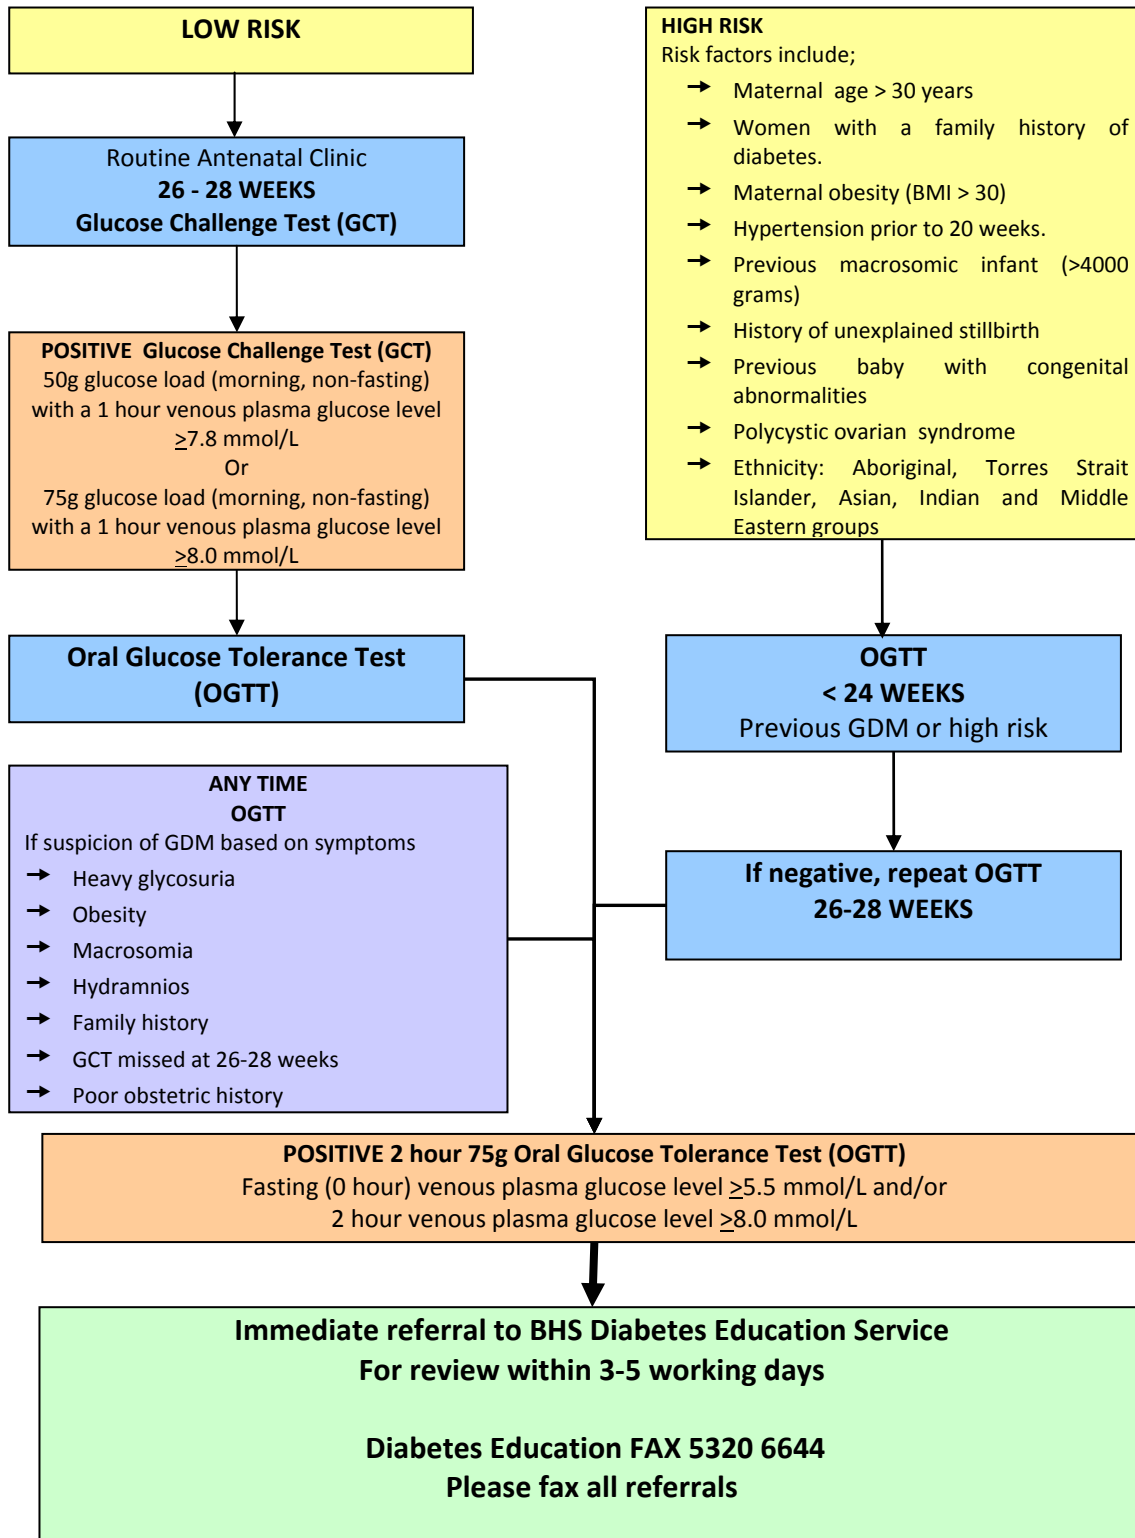 LOW RISK
Routine Antenatal Clinic
26 - 28 WEEKS
Glucose Challenge Test (GCT)
POSITIVE Glucose Challenge Test (GCT)
50g glucose load (morning, non-fasting)
with a 1 hour venous plasma glucose level
≥7.8 mmol/L
Or
75g glucose load (morning, non-fasting)
with a 1 hour venous plasma glucose level
≥8.0 mmol/L
Oral Glucose Tolerance Test
(OGTT)
HIGH RISK
Risk factors include;
→ Maternal age > 30 years
→ Women with a family history of
diabetes.
→ Maternal obesity (BMI > 30)
→ Hypertension prior to 20 weeks.
→ Previous macrosomic infant (>4000
grams)
→ History of unexplained stillbirth
→ Previous baby with congenital
abnormalities
→ Polycystic ovarian syndrome
→ Ethnicity: Aboriginal, Torres Strait
Islander, Asian, Indian and Middle
Eastern groups
OGTT
< 24 WEEKS
Previous GDM or high risk
If negative, repeat OGTT
26-28 WEEKS
ANY TIME
OGTT
If suspicion of GDM based on symptoms
→ Heavy glycosuria
→ Obesity
→ Macrosomia
→ Hydramnios
→ Family history
→ GCT missed at 26-28 weeks
→ Poor obstetric history
POSITIVE 2 hour 75g Oral Glucose Tolerance Test (OGTT)
Fasting (0 hour) venous plasma glucose level ≥5.5 mmol/L and/or
2 hour venous plasma glucose level ≥8.0 mmol/L
Immediate referral to BHS Diabetes Education Service
For review within 3-5 working days
Diabetes Education FAX 5320 6644
Please fax all referrals